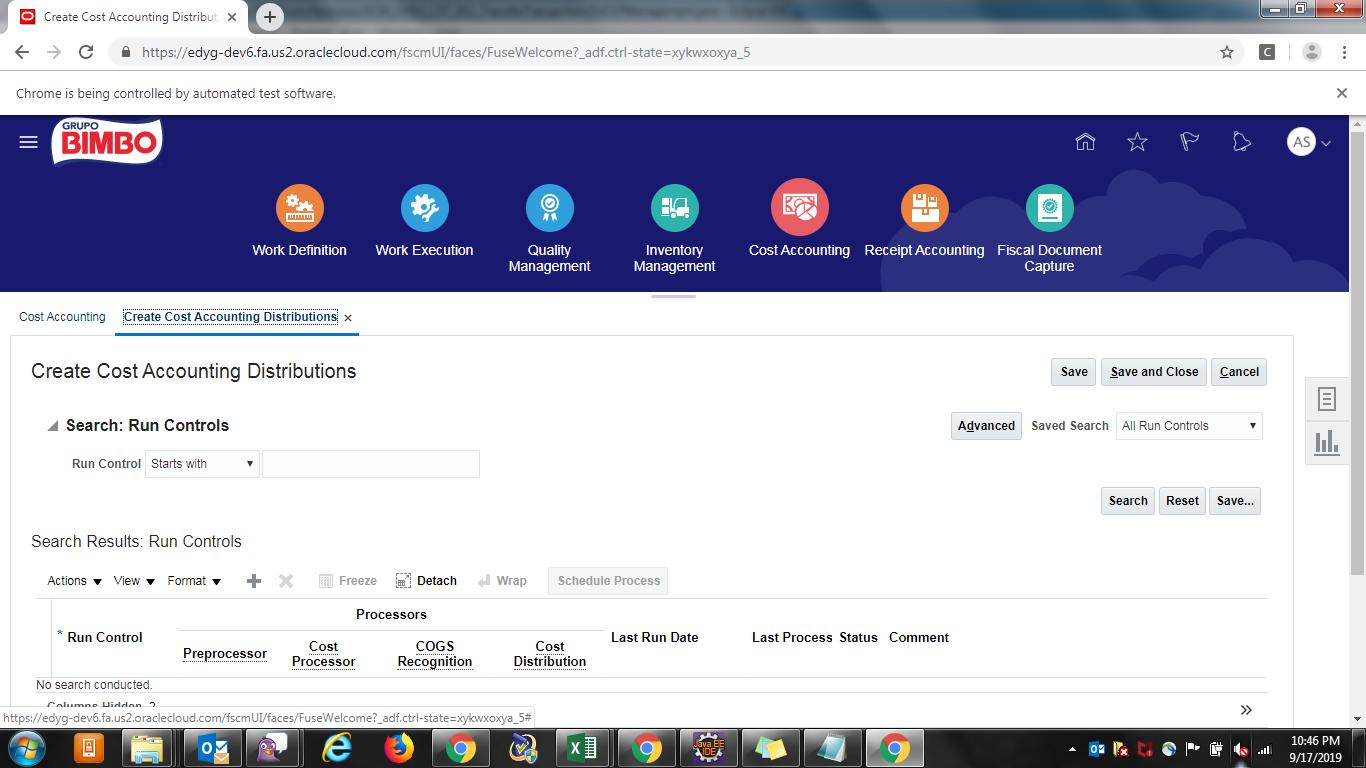 Create Cost Accounting Distribut
https://edyg-dev6.fa.us2.oraclecloud.com/fscmUI/faces/FuseWelcome?_adf.ctrl-state=xykwxoxya_5
C
Chrome is being controlled by automated test software.
GRUPO
BIMBO
AS
Work Definition
Work Execution
Quality
Management
Inventory
Management
Cost Accounting
Receipt Accounting
Fiscal Document
Capture
Cost Accounting
Create Cost Accounting Distributions
Create Cost Accounting Distributions
Save
Save and Close
Cancel
Search: Run Controls
Advanced
Saved Search
All Run Controls
Run Control
Starts with
Search
Reset
Save...
Search Results: Run Controls
Actions
View
Format
Freeze
Detach
Wrap
Schedule Process
* Run Control
Processors
Preprocessor
Cost
Processor
COGS
Recognition
Cost
Distribution
Last Run Date
Last Process
Status
Comment
No search conducted.
Columns Hidden 2
https://edyg-dev6.fa.us2.oraclecloud.com/fscmUI/faces/FuseWelcome?_adf.ctrl-state=xykwxoxya_5#
Java EE
IDE
10:46 PM
9/17/2019